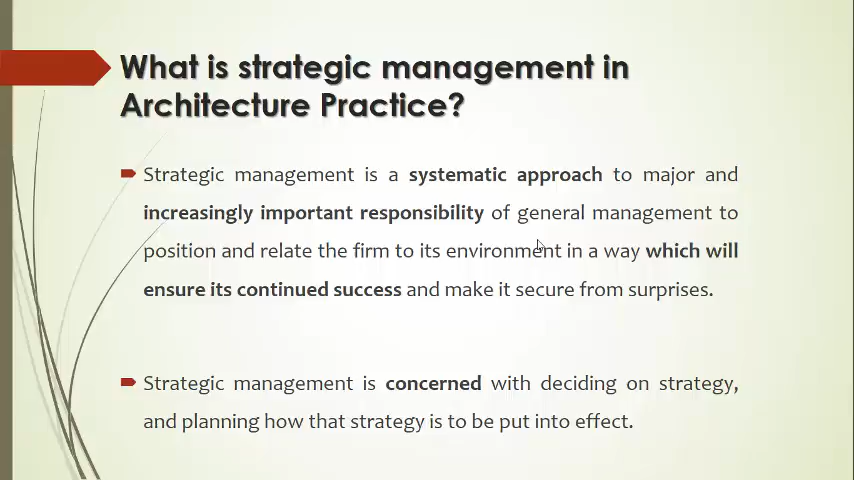 What is strategic management in
Architecture Practice?
Strategic management is a systematic approach to major and
increasingly important responsibility of general management to
position and relate the firm to its environment in a way which will
ensure its continued success and make it secure from surprises.
Strategic management is concerned with deciding on strategy,
and planning how that strategy is to be put into effect.